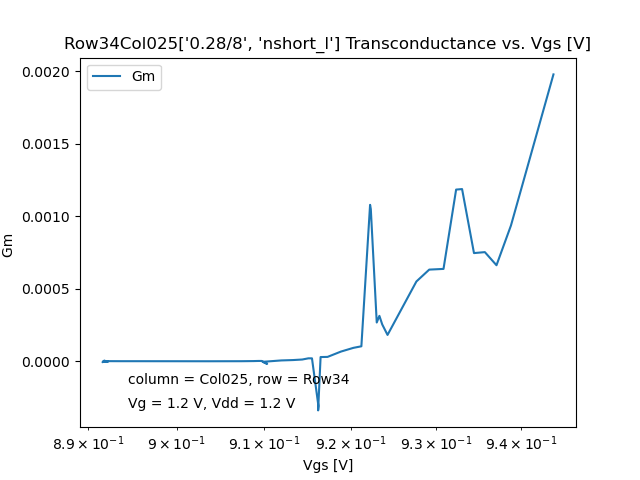 Row34Col025['0.28/8', 'nshort_l'] Transconductance vs. Vgs [V]
Gm
0.0020
0.0015
0.0010
0.0005
0.0000
Gm
column = Col025, row = Row34
Vg = 1.2 V, Vdd = 1.2 V
8.9 × 10⁻¹ 9 × 10⁻¹ 9.1 × 10⁻¹ 9.2 × 10⁻¹ 9.3 × 10⁻¹ 9.4 × 10⁻¹
Vgs [V]